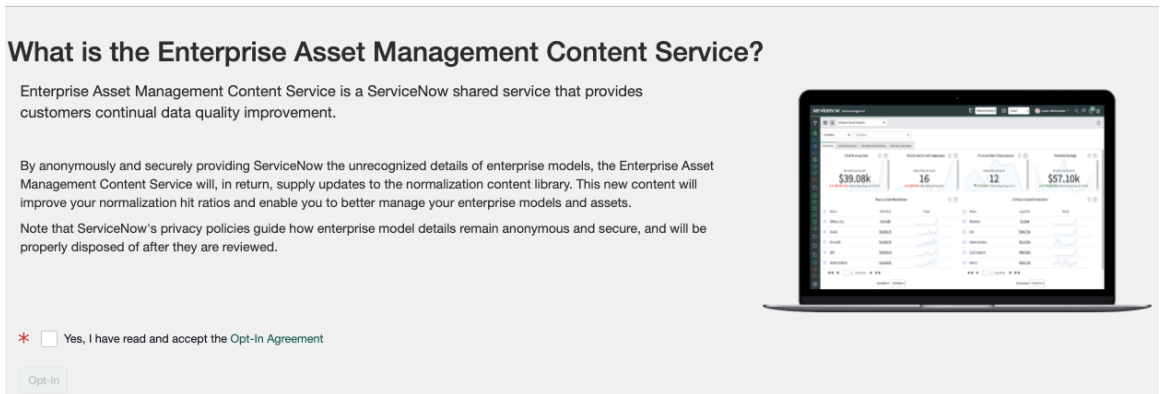 What is the Enterprise Asset Management Content Service?
Enterprise Asset Management Content Service is a ServiceNow shared service that provides
customers continual data quality improvement.
By anonymously and securely providing ServiceNow the unrecognized details of enterprise models, the Enterprise Asset
Management Content Service will, in return, supply updates to the normalization content library. This new content will
improve your normalization hit ratios and enable you to better manage your enterprise models and assets.
Note that ServiceNow's privacy policies guide how enterprise model details remain anonymous and secure, and will be
properly disposed of after they are reviewed.
* Yes, I have read and accept the Opt-In Agreement
Opt-In
servicenow
$39.08k
16
12
$57.10k